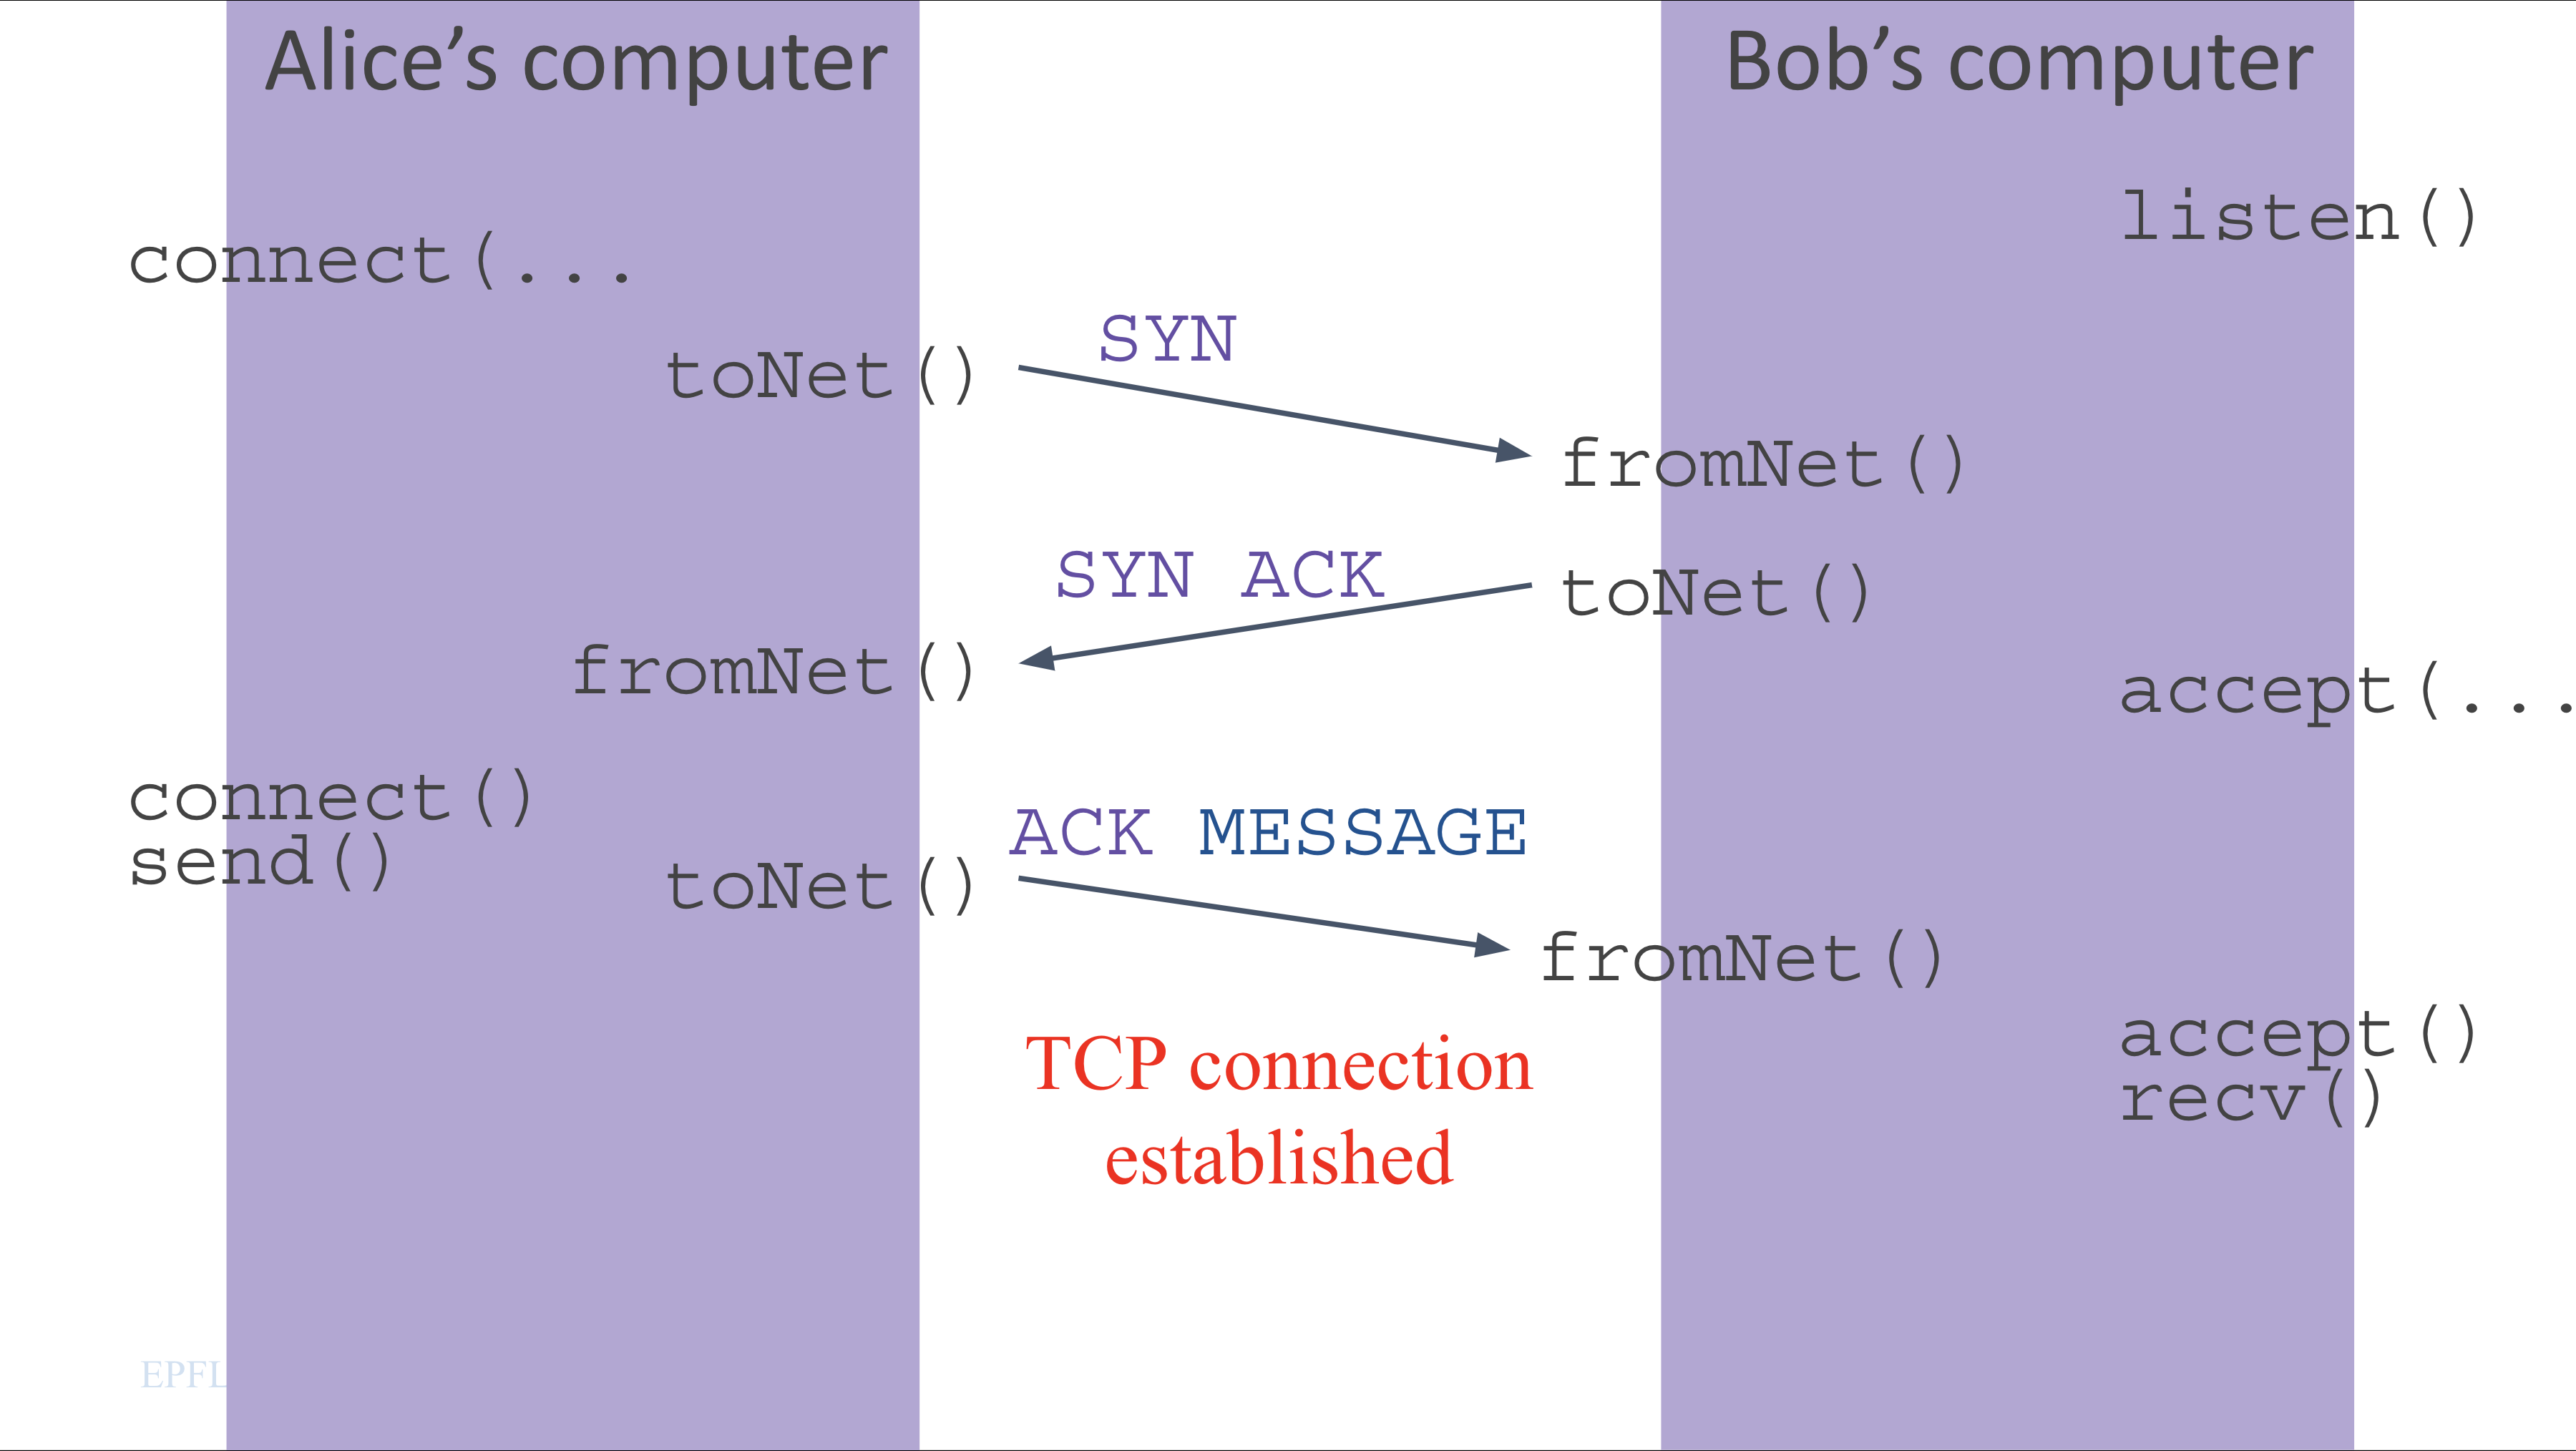 Alice’s computer
Bob’s computer
listen()
connect(...
SYN
toNet()
fromNet()
SYN ACK
toNet()
fromNet()
accept(...
connect()
send()
ACK MESSAGE
toNet()
fromNet()
accept()
recv()
TCP connection
established
EPFL